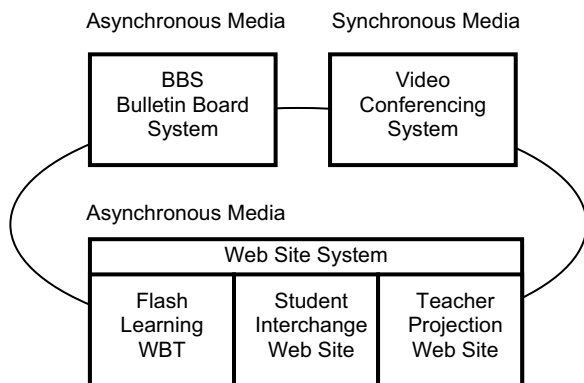 Asynchronous Media
Synchronous Media
BBS
Bulletin Board
System
Video
Conferencing
System
Asynchronous Media
Web Site System
Flash
Learning
WBT
Student
Interchange
Web Site
Teacher
Projection
Web Site